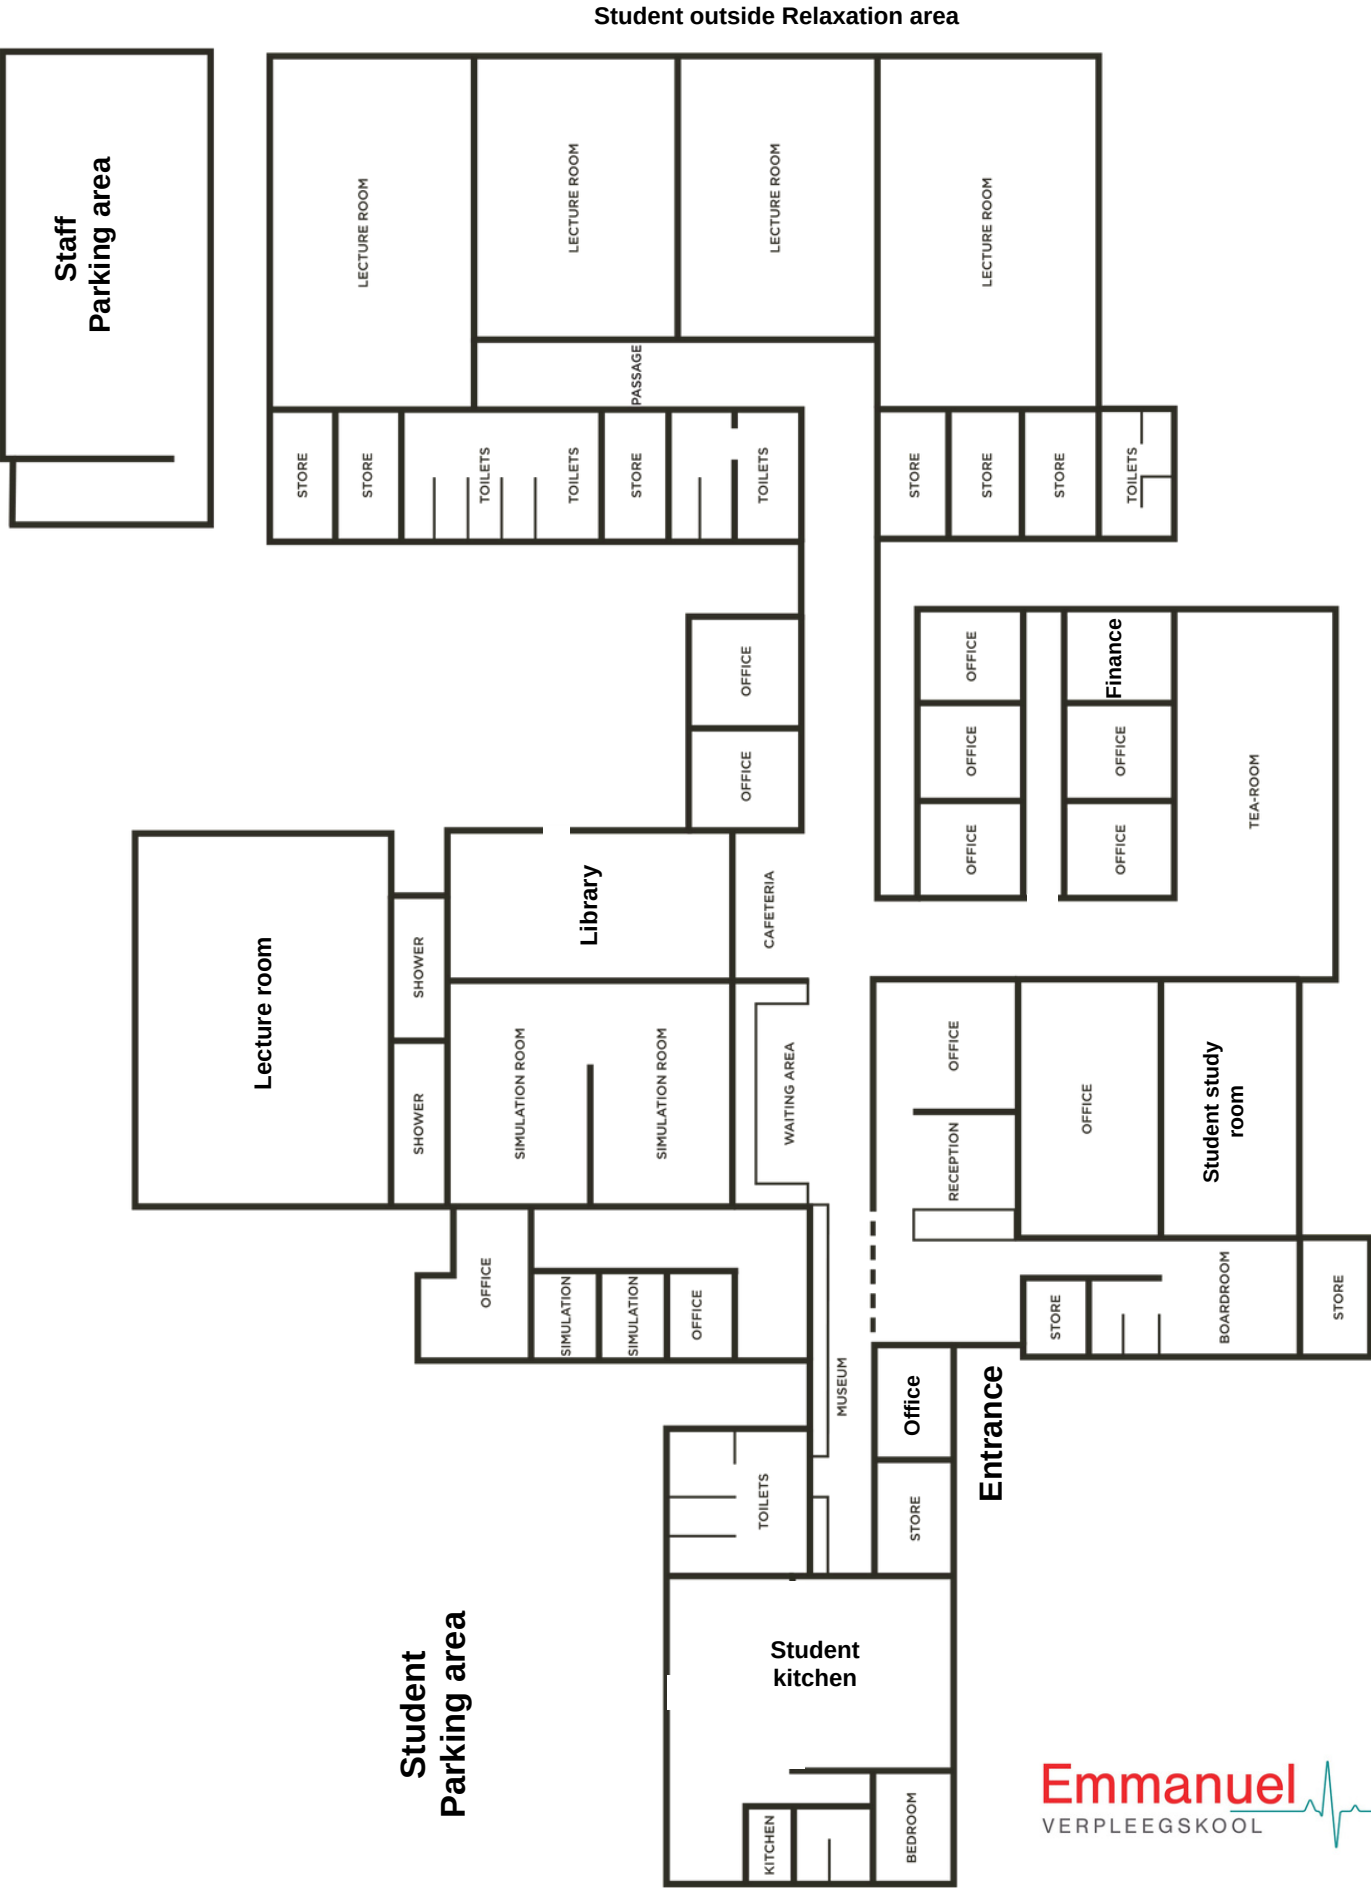 Student outside Relaxation area
Staff
Parking area
LECTURE ROOM
LECTURE ROOM
LECTURE ROOM
LECTURE ROOM
PASSAGE
STORE
STORE
TOILETS
TOILETS
STORE
TOILETS
STORE
STORE
STORE
TOILETS
OFFICE
OFFICE
OFFICE
Finance
OFFICE
OFFICE
OFFICE
OFFICE
TEA-ROOM
Lecture room
SHOWER
SHOWER
Library
CAFETERIA
SIMULATION ROOM
SIMULATION ROOM
WAITING AREA
OFFICE
RECEPTION
OFFICE
Student study
room
OFFICE
SIMULATION
SIMULATION
OFFICE
MUSEUM
STORE
BOARDROOM
STORE
Office
Entrance
TOILETS
STORE
Student
Parking area
Student
kitchen
KITCHEN
BEDROOM
Emmanuel
VERPLEEGSKOOL